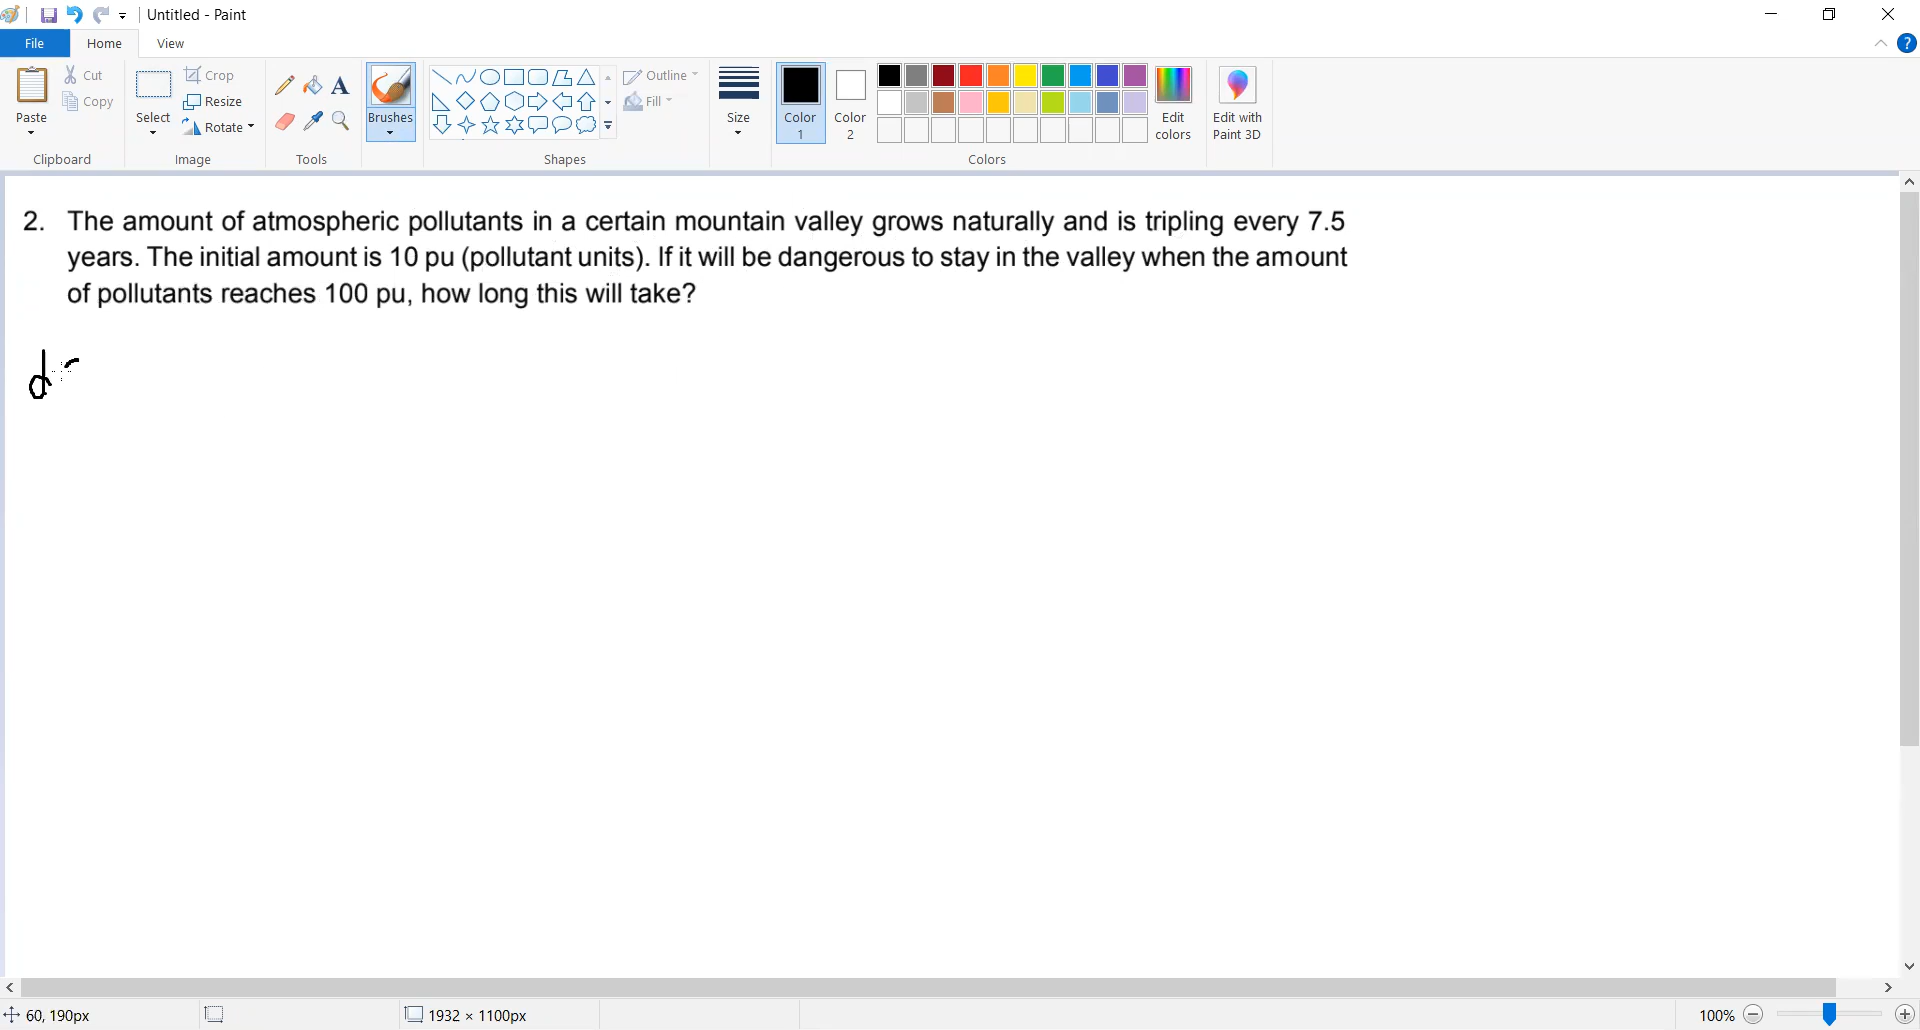 Untitled - Paint
File
Home
View
Paste
Cut
Copy
Clipboard
Select
Crop
Resize
Rotate
Image
Tools
Brushes
Shapes
Outline
Fill
Size
Color
1
Color
2
Colors
Edit
colors
Edit with
Paint 3D
2. The amount of atmospheric pollutants in a certain mountain valley grows naturally and is tripling every 7.5
years. The initial amount is 10 pu (pollutant units). If it will be dangerous to stay in the valley when the amount
of pollutants reaches 100 pu, how long this will take?
d
60, 190px
1932 × 1100px
100%